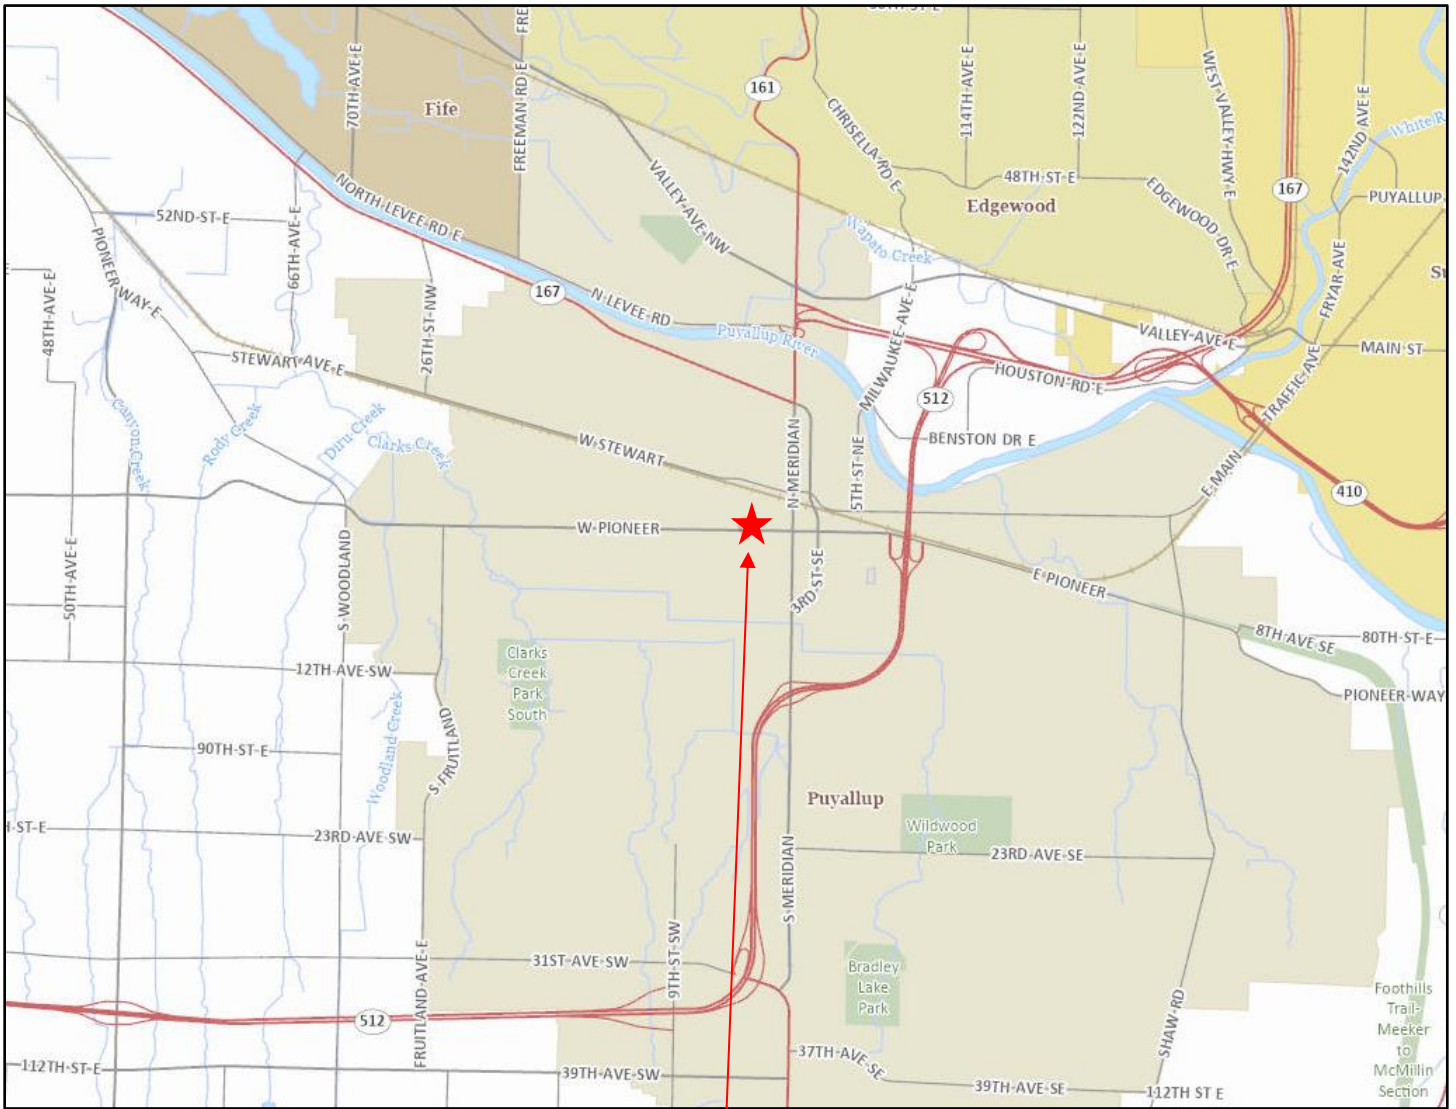 161
Fife
70TH-AVE-E
FREEMAN-RD-E
FRE
CHRISELLA-RD-E
114TH-AVE-E
122ND-AVE-E
WEST-VALLEY-HWY-E
142ND-AVE-E
White R
48TH-ST-E
Edgewood
EDGEWOOD-DR-E
167
PUYALLUP
VALLEY-AVE-NW
NORTH-LEVEE-RD E
52ND-ST-E
66TH-AVE-E
PIONEER-WAY-E
48TH-AVE-E
Wapato Creek
FRYAR-AVE
167
N LEVEE-RD
26TH-ST-NW
Puyallup River
MILWAUKEE-AVE-E
VALLEY-AVE-E
MAIN ST
STEWART-AVE-E
HOUSTON-RD-E
TRAFFIC-AVE
512
Canyon Creek
Rody Creek
Diru Creek
Clarks Creek
W-STEWART
N-MERIDIAN
5TH-ST-NE
BENSTON DR E
E-MAIN
410
W-PIONEER
50TH-AVE-E
S-WOODLAND
3RD-ST-SE
E PIONEER
8TH-AVE SE
80TH-ST-E
12TH-AVE-SW
Clarks
Creek
Park
South
PIONEER-WAY
S-FRUITLAND
Woodland Creek
90TH-ST-E
Puyallup
Wildwood
Park
H-ST-E
23RD-AVE-SW
23RD-AVE-SE
S-MERIDIAN
FRUITLAND-AVE-E
31ST-AVE-SW
9TH-ST-SW
Bradley
Lake
Park
SHAW-RD
Foothills
Trail-
Meeker
to
McMillin
Section
512
112TH-ST-E
39TH-AVE-SW
37TH-AVE-SE
39TH-AVE-SE
112TH ST E